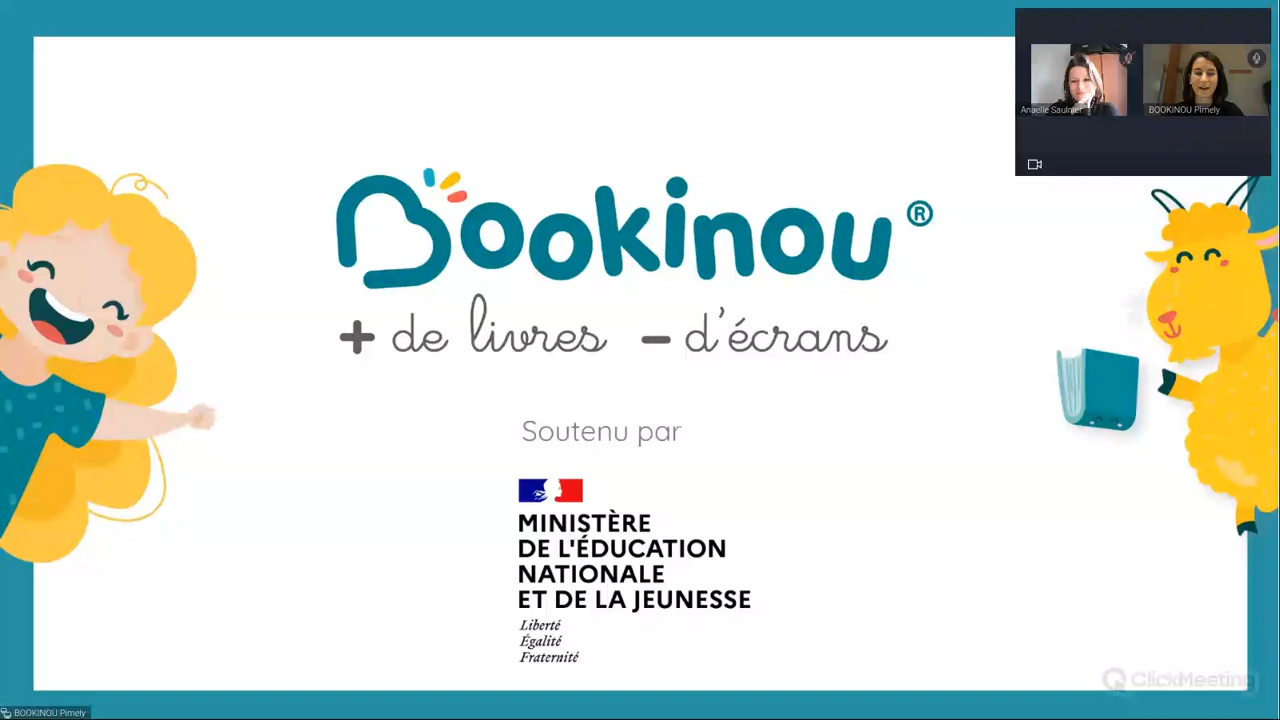 Anaelle Saulnier
BOOKINOU Pimely
Bookinou®
+ de livres - d'écrans
Soutenu par
MINISTÈRE
DE L'ÉDUCATION
NATIONALE
ET DE LA JEUNESSE
Liberté
Égalité
Fraternité
ClickMeeting
BOOKINOU Pimely